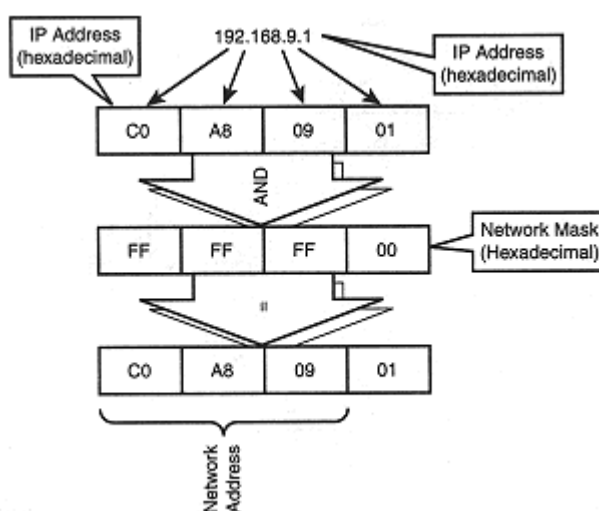 IP Address
(hexadecimal)
192.168.9.1
IP Address
(hexadecimal)
C0 A8 09 01
AND
FF FF FF 00
Network Mask
(Hexadecimal)
=
C0 A8 09 01
Network
Address